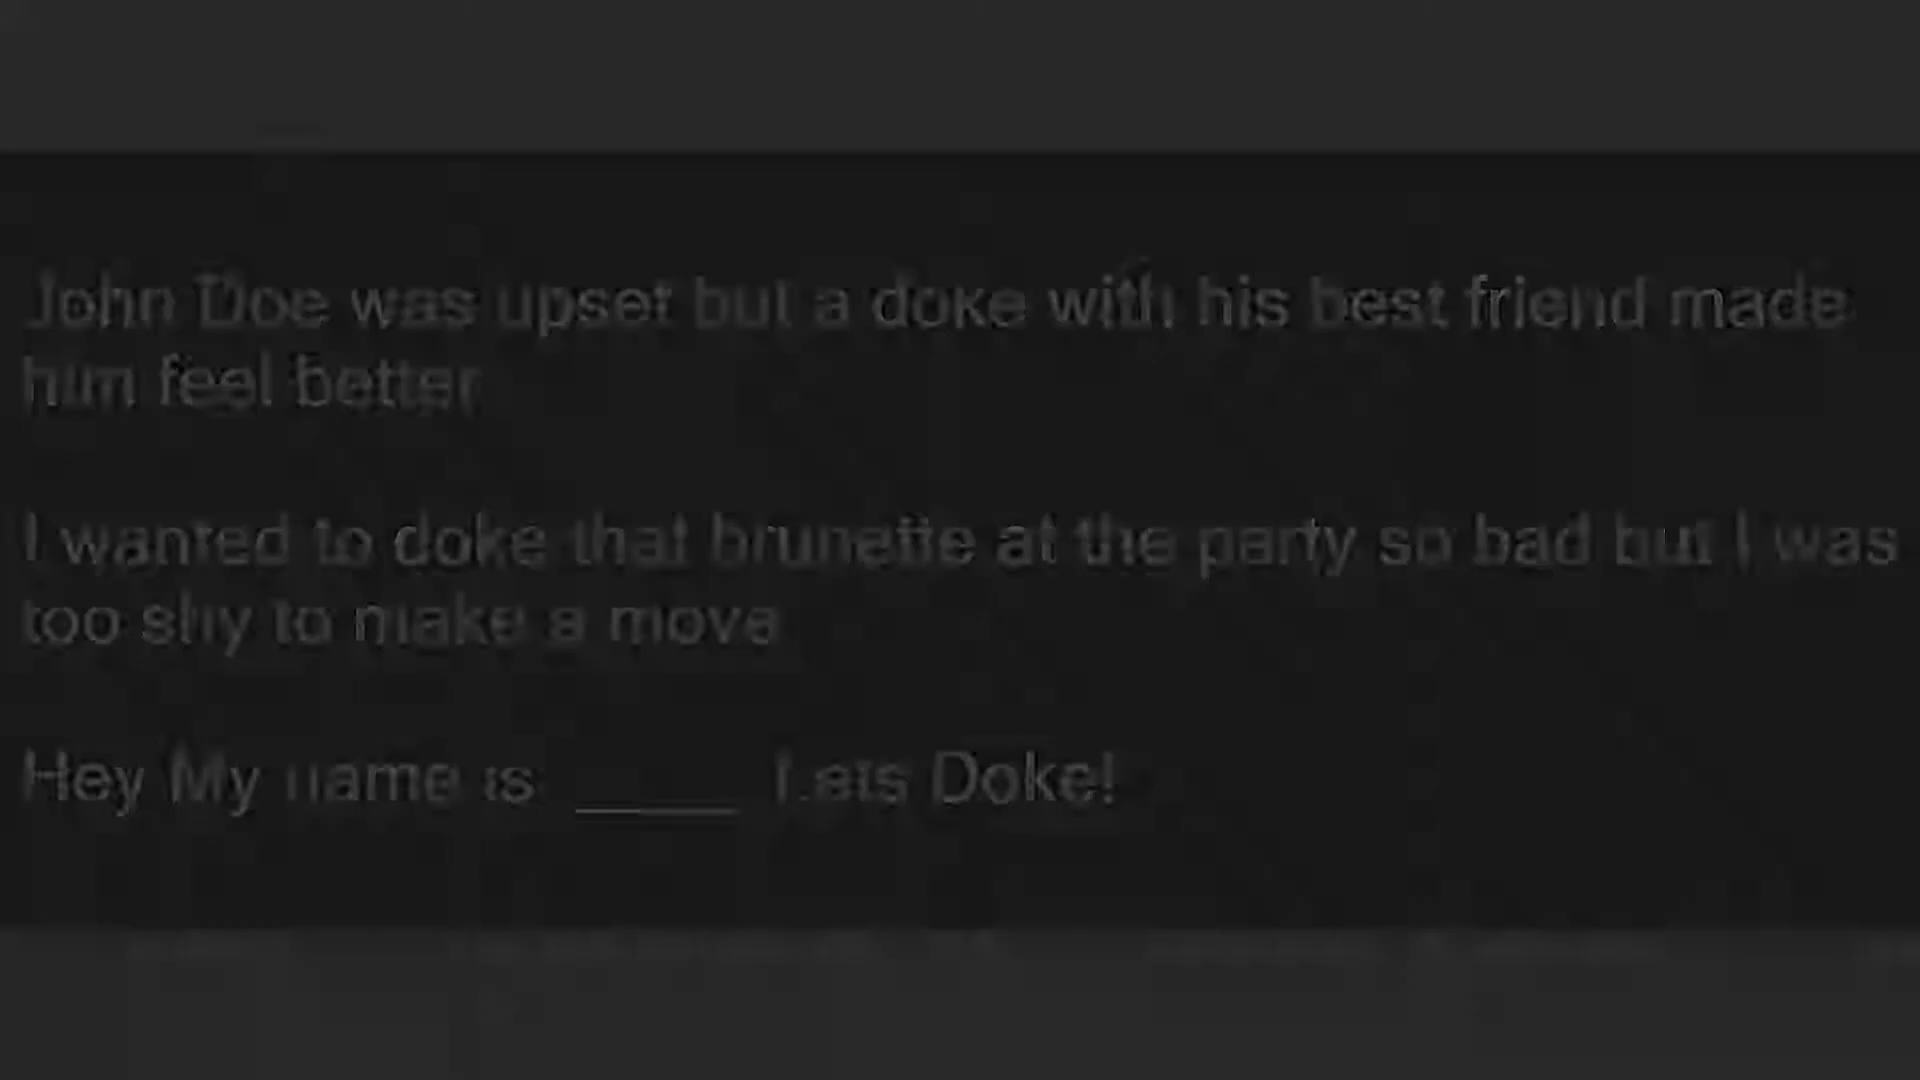 John Doe was upset but a doke with his best friend made
him feel better
I wanted to doke that brunette at the party so bad but I was
too shy to make a move
Hey My name is _____ Lets Doke!